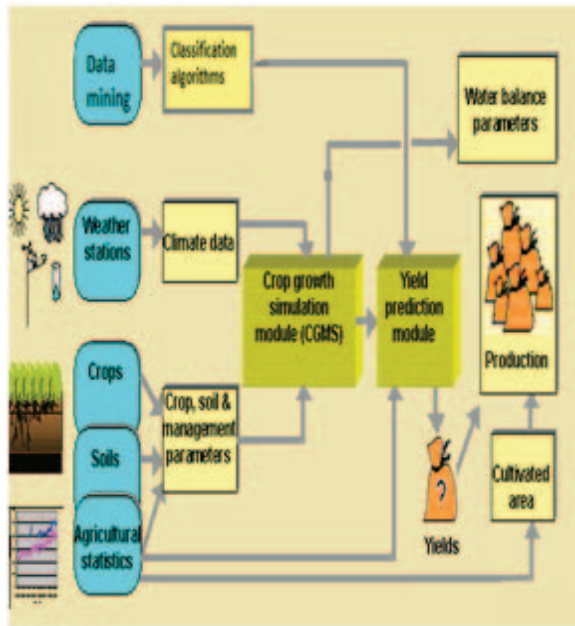 Data
mining
Classification
algorithms
Water balance
parameters
Weather
stations
Climate data
Crop growth
simulation
module (CGMS)
Yield
prediction
module
Production
Crops
Soils
Agricultural
statistics
Crop, soil &
management
parameters
?
Yields
Cultivated
area